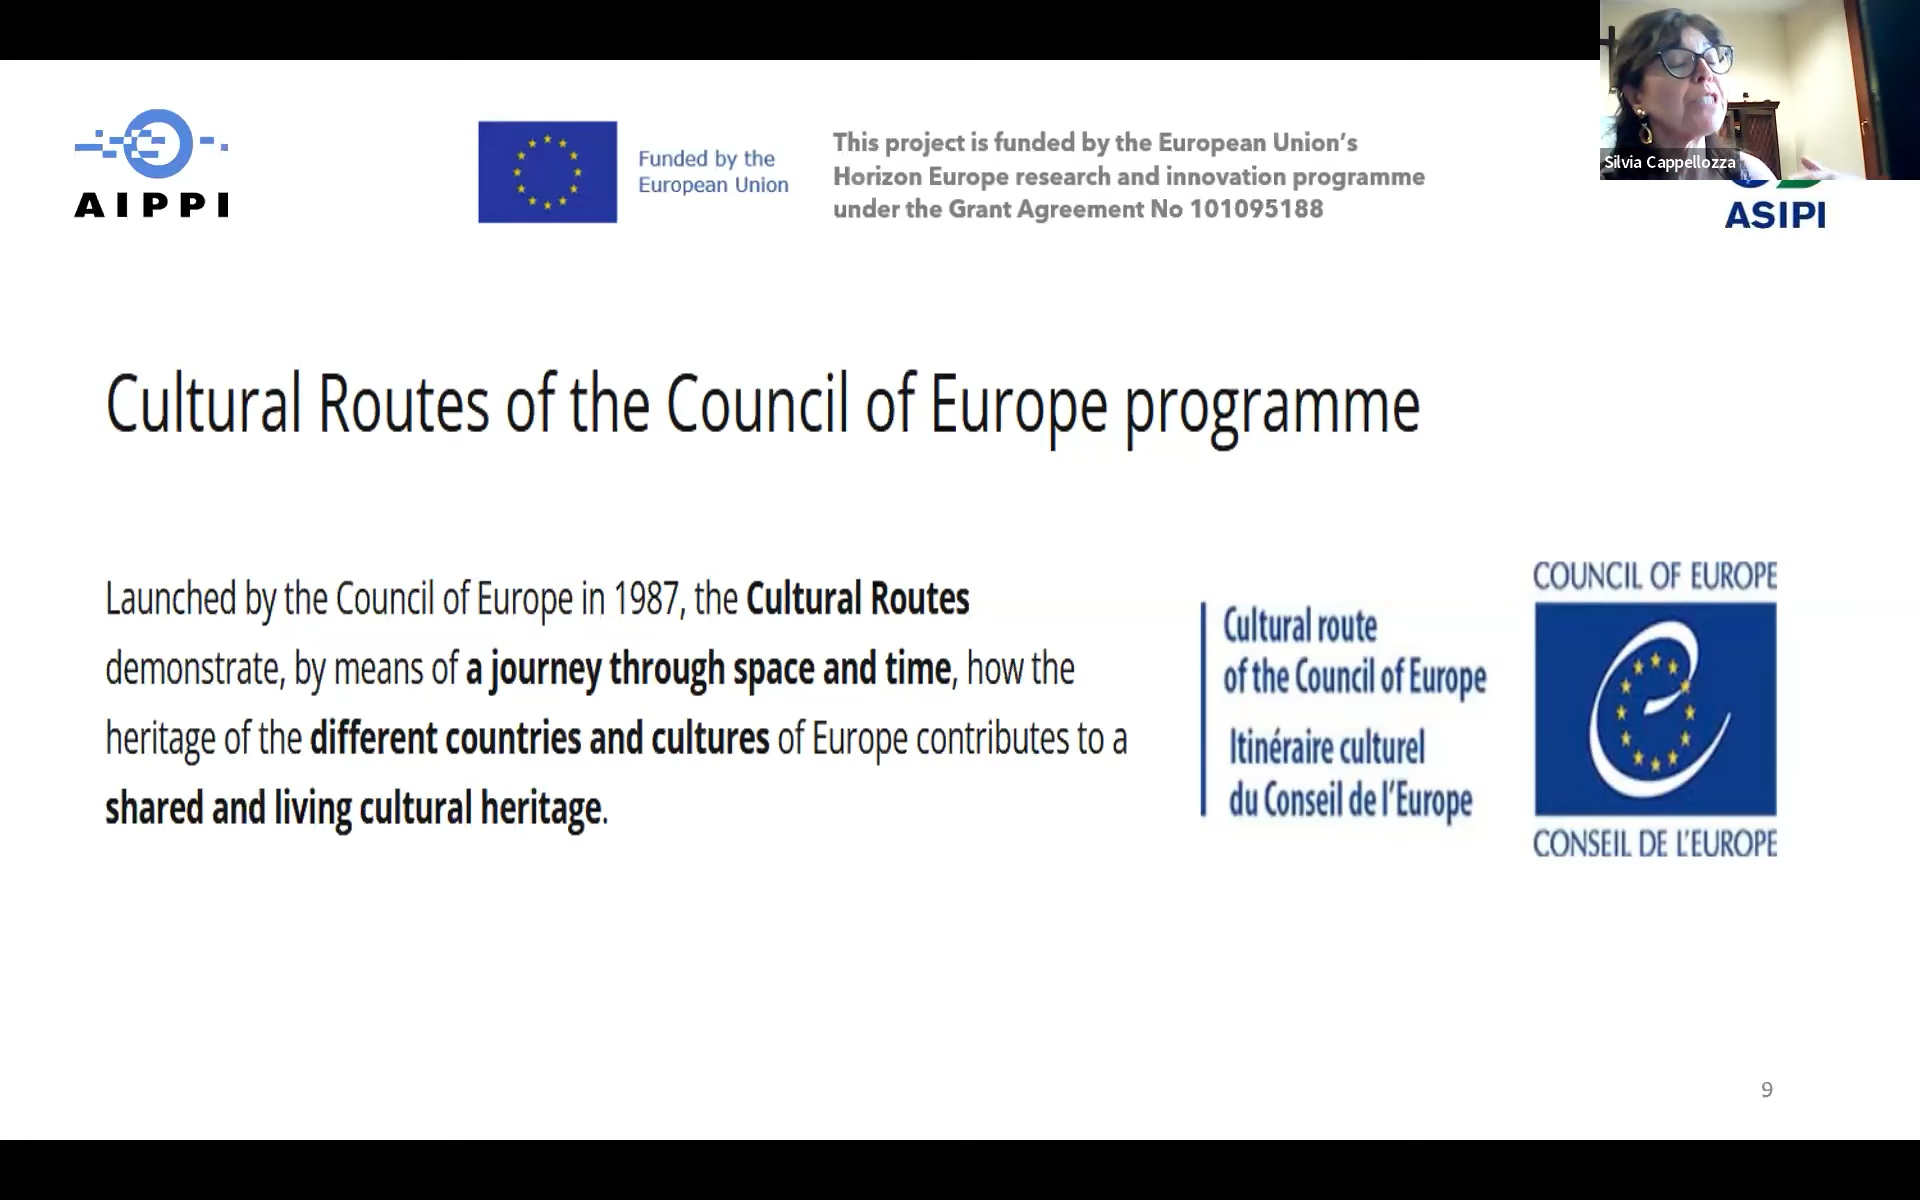 AIPPI
Funded by the
European Union
This project is funded by the European Union’s
Horizon Europe research and innovation programme
under the Grant Agreement No 101095188
Silvia Cappellozza
ASIPI
Cultural Routes of the Council of Europe programme
Launched by the Council of Europe in 1987, the Cultural Routes
demonstrate, by means of a journey through space and time, how the
heritage of the different countries and cultures of Europe contributes to a
shared and living cultural heritage.
Cultural route
of the Council of Europe
Itinéraire culturel
du Conseil de l’Europe
COUNCIL OF EUROPE
CONSEIL DE L’EUROPE
9